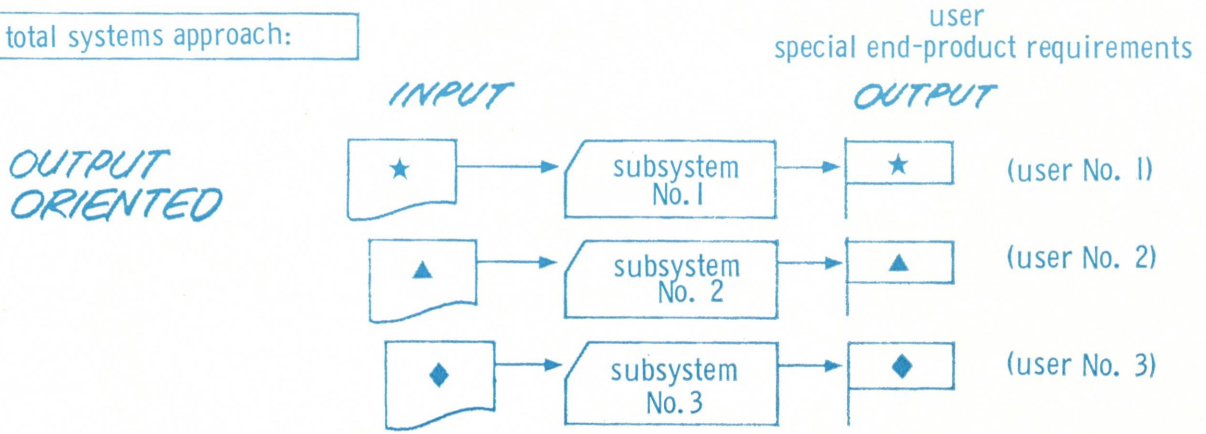 total systems approach:
user
special end-product requirements
INPUT
OUTPUT
OUTPUT
ORIENTED
subsystem
No. 1
(user No. 1)
subsystem
No. 2
(user No. 2)
subsystem
No. 3
(user No. 3)